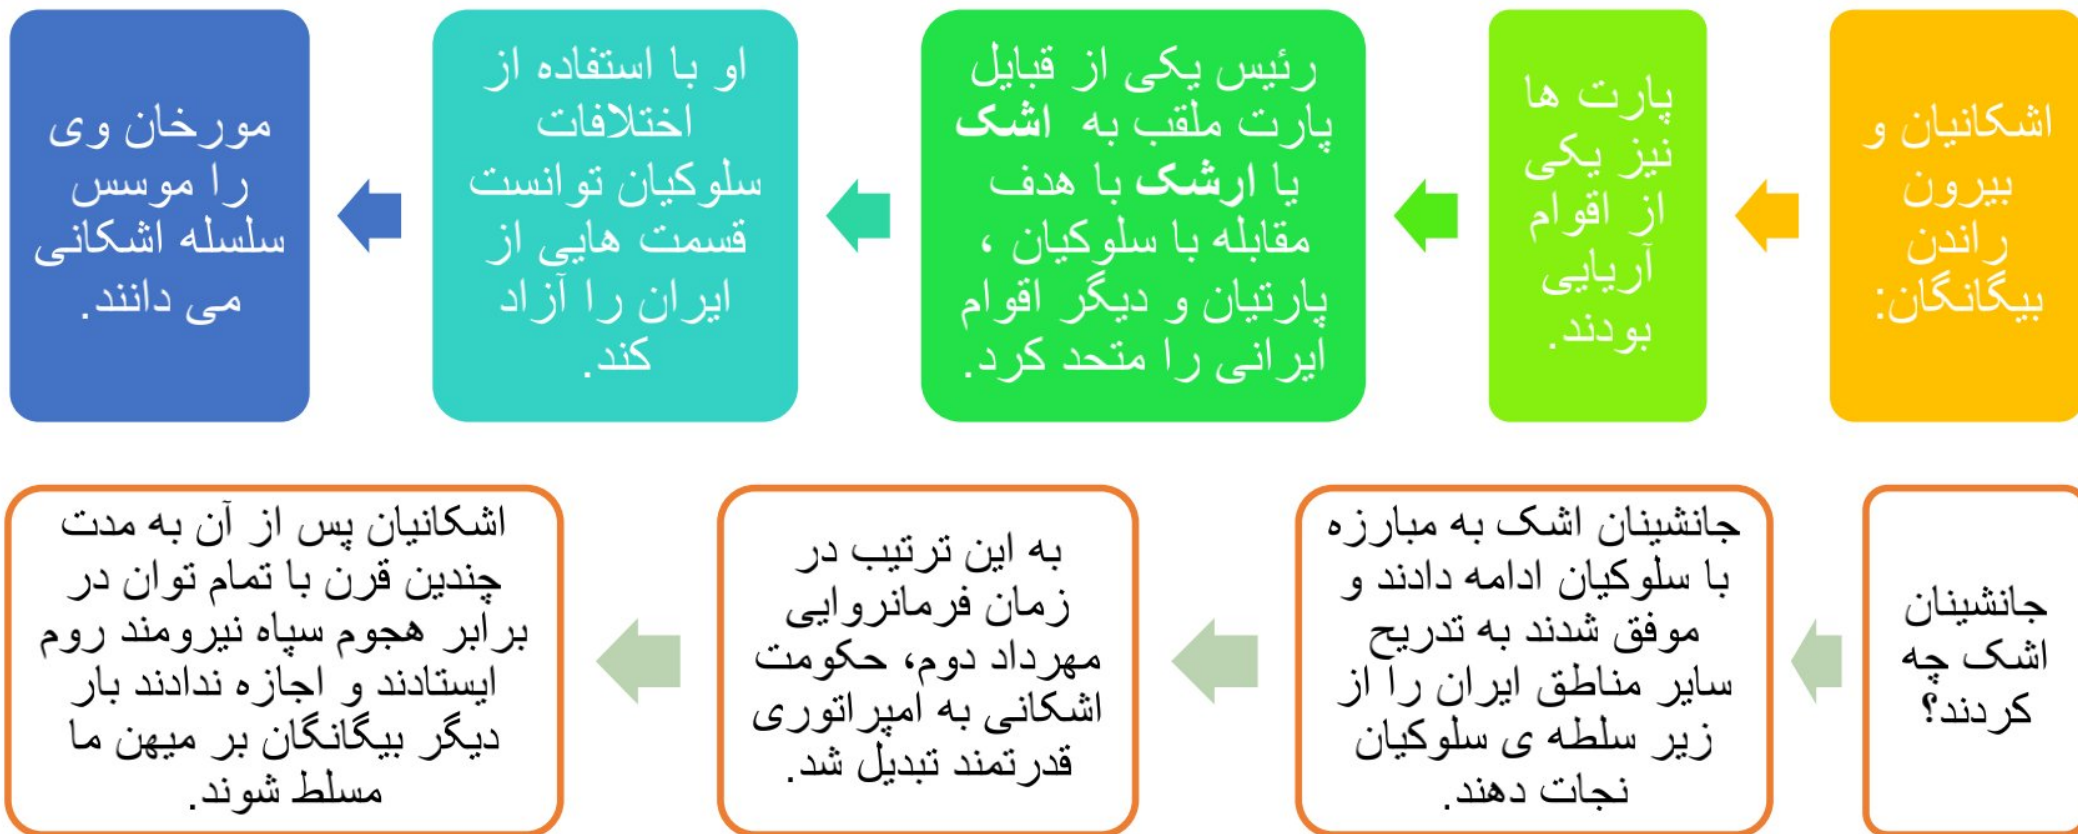 اشکانیان و
بیرون
راندن
بیگانگان:
پارت ها
نیز یکی
از اقوام
آریایی
بودند.
رئیس یکی از قبایل
پارت ملقب به اشک
یا ارشک با هدف
مقابله با سلوکیان ،
پارتیان و دیگر اقوام
ایرانی را متحد کرد.
او با استفاده از
اختلافات
سلوکیان توانست
قسمت هایی از
ایران را آزاد
کند.
مورخان وی
را موسس
سلسله اشکانی
می دانند.
جانشینان
اشک چه
کردند؟
جانشینان اشک به مبارزه
با سلوکیان ادامه دادند و
موفق شدند به تدریح
سایر مناطق ایران را از
زیر سلطه ی سلوکیان
نجات دهند.
به این ترتیب در
زمان فرمانروایی
مهرداد دوم، حکومت
اشکانی به امپراتوری
قدرتمند تبدیل شد.
اشکانیان پس از آن به مدت
چندین قرن با تمام توان در
برابر هجوم سپاه نیرومند روم
ایستادند و اجازه ندادند بار
دیگر بیگانگان بر میهن ما
مسلط شوند.